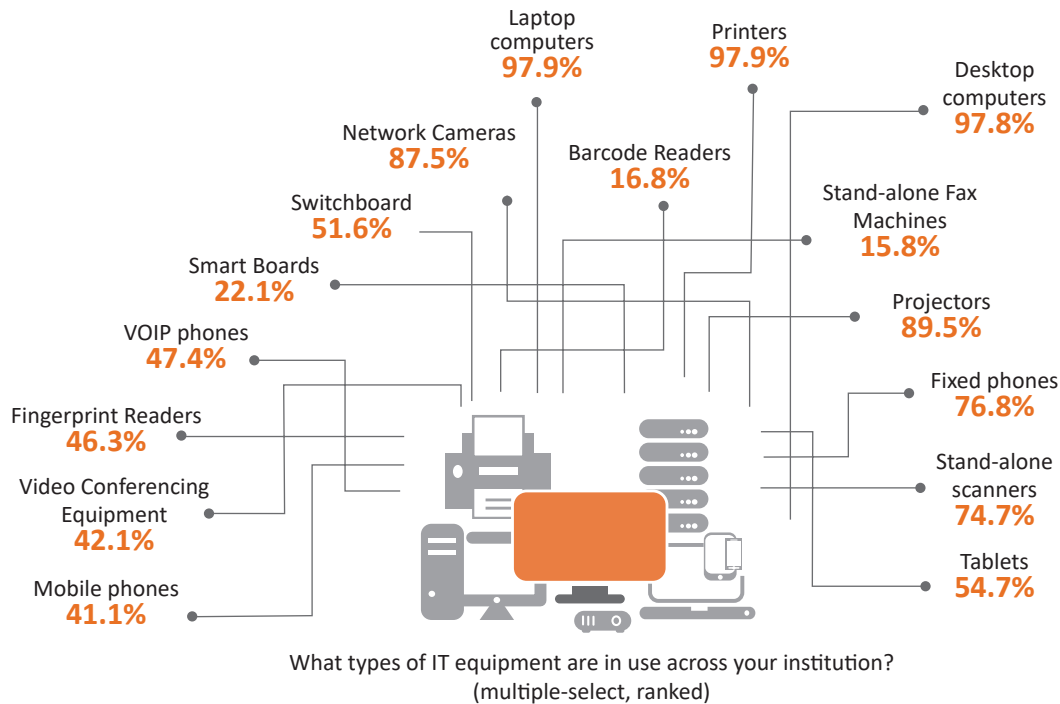 Laptop
computers
97.9%
Printers
97.9%
Desktop
computers
97.8%
Network Cameras
87.5%
Barcode Readers
16.8%
Switchboard
51.6%
Stand-alone Fax
Machines
15.8%
Smart Boards
22.1%
Projectors
89.5%
VOIP phones
47.4%
Fixed phones
76.8%
Fingerprint Readers
46.3%
Stand-alone
scanners
74.7%
Video Conferencing
Equipment
42.1%
Tablets
54.7%
Mobile phones
41.1%
What types of IT equipment are in use across your institution?
(multiple-select, ranked)